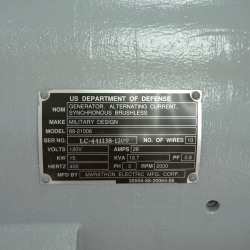 US DEPARTMENT OF DEFENSE
NOM GENERATOR, ALTERNATING CURRENT, SYNCHRONOUS BRUSHLESS
MAKE MILITARY DESIGN
MODEL 98-21006
SER NO. NO. OF WIRES 10
VOLTS 120V AMPS 26
KW 15 KVA 18.7 PF 0.8
HERTZ 400 PH 3 RPM 2000
MFD BY MARATHON ELECTRIC MFG. CORP.